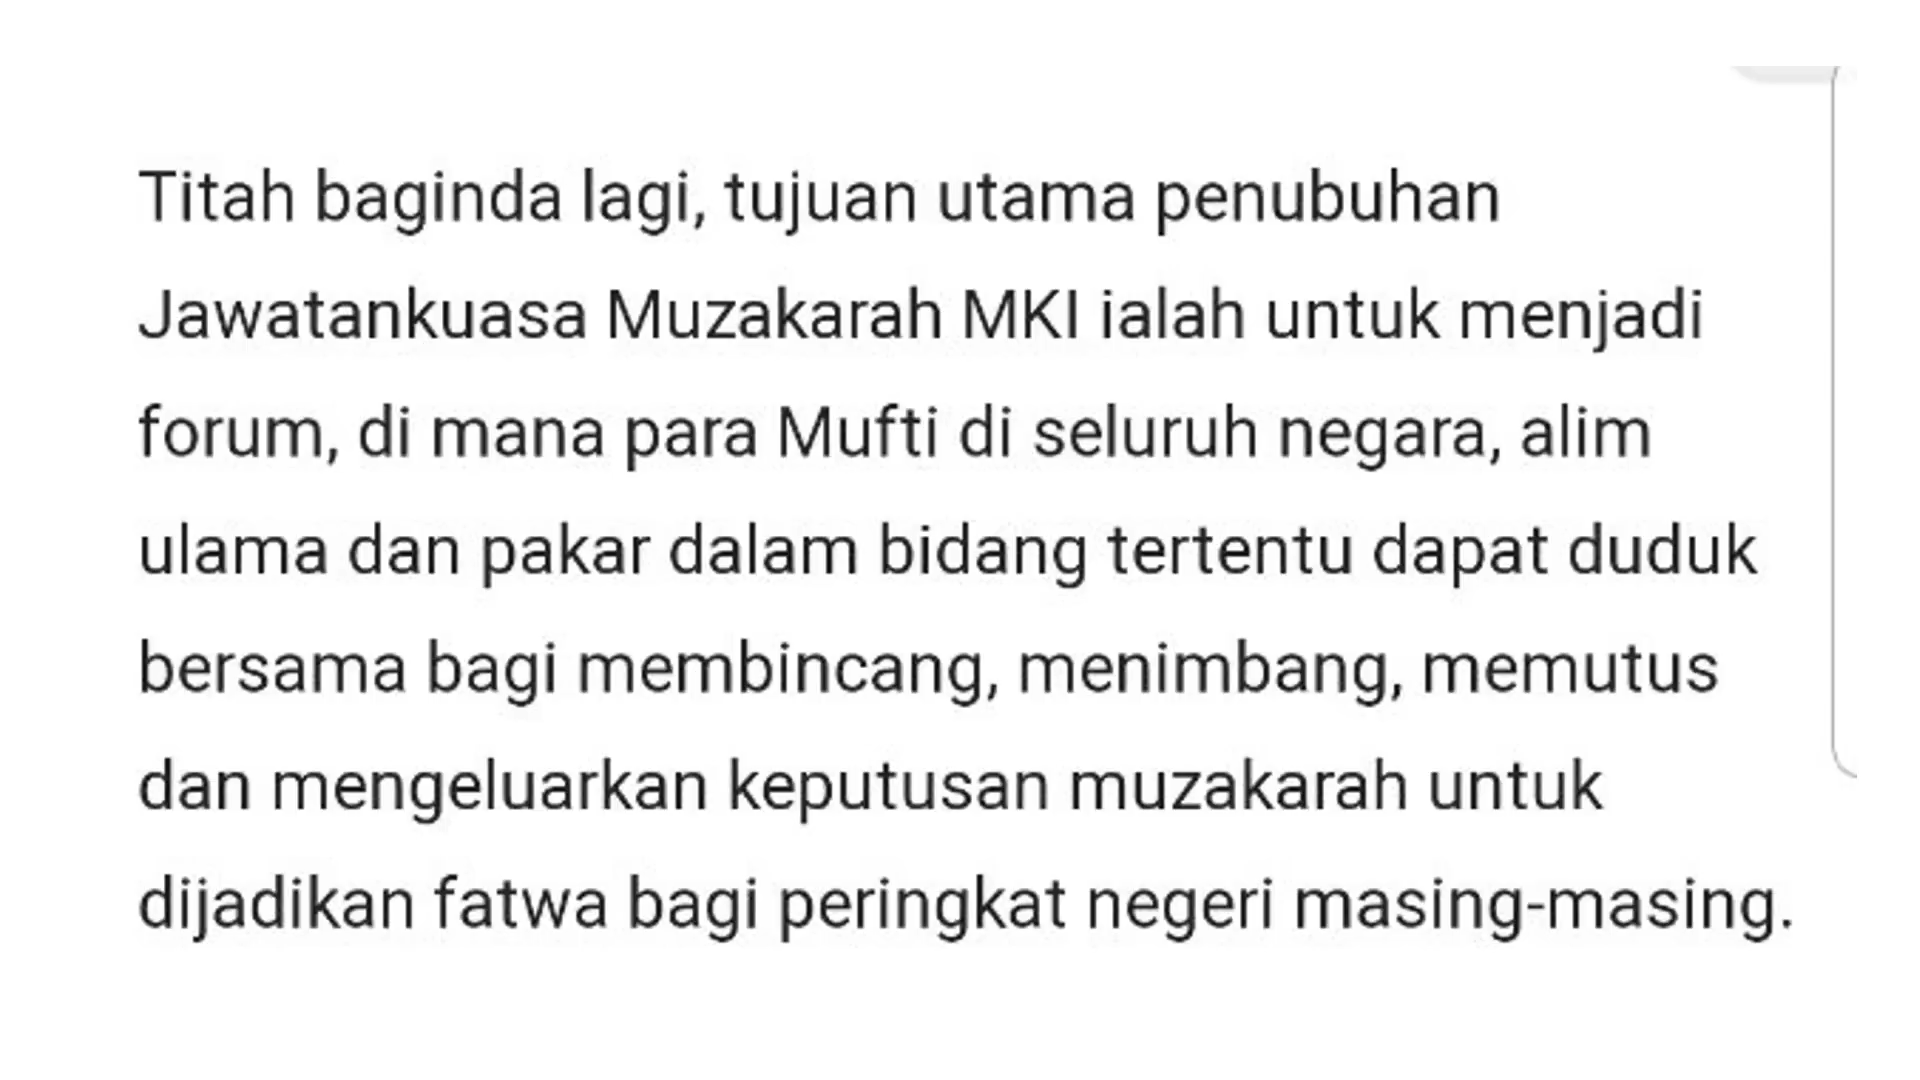 Titah baginda lagi, tujuan utama penubuhan
Jawatankuasa Muzakarah MKI ialah untuk menjadi
forum, di mana para Mufti di seluruh negara, alim
ulama dan pakar dalam bidang tertentu dapat duduk
bersama bagi membincang, menimbang, memutus
dan mengeluarkan keputusan muzakarah untuk
dijadikan fatwa bagi peringkat negeri masing-masing.